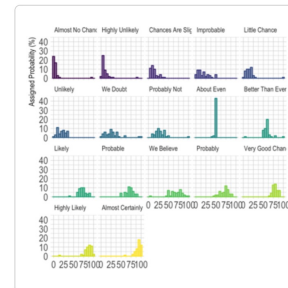 Almost No Chanc Highly Unlikely Chances Are Slig Improbable Little Chance
Assigned Probability (%)
40
30
20
10
0
Unlikely We Doubt Probably Not About Even Better Than Even
40
30
20
10
0
Likely Probable We Believe Probably Very Good Chan
40
30
20
10
0
0 25 50 75 100 0 25 50 75 100 0 25 50 75 100
Highly Likely Almost Certainly
40
30
20
10
0
0 25 50 75 100 0 25 50 75 100